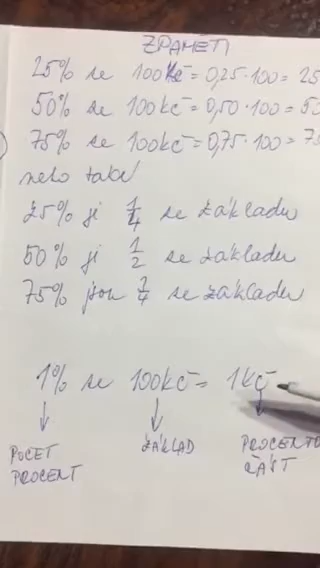 ZPAMĚTI
25% ze 100Kč = 0,25·100 = 25
50% ze 100kč = 0,50·100 = 50
75% ze 100kč = 0,75·100 = 75
nebo také
25% je 1/4 ze základu
50% je 1/2 ze základu
75% jsou 3/4 ze základu
1% ze 100kč = 1Kč
POČET PROCENT
ZÁKLAD
PROCENTO ČÁST